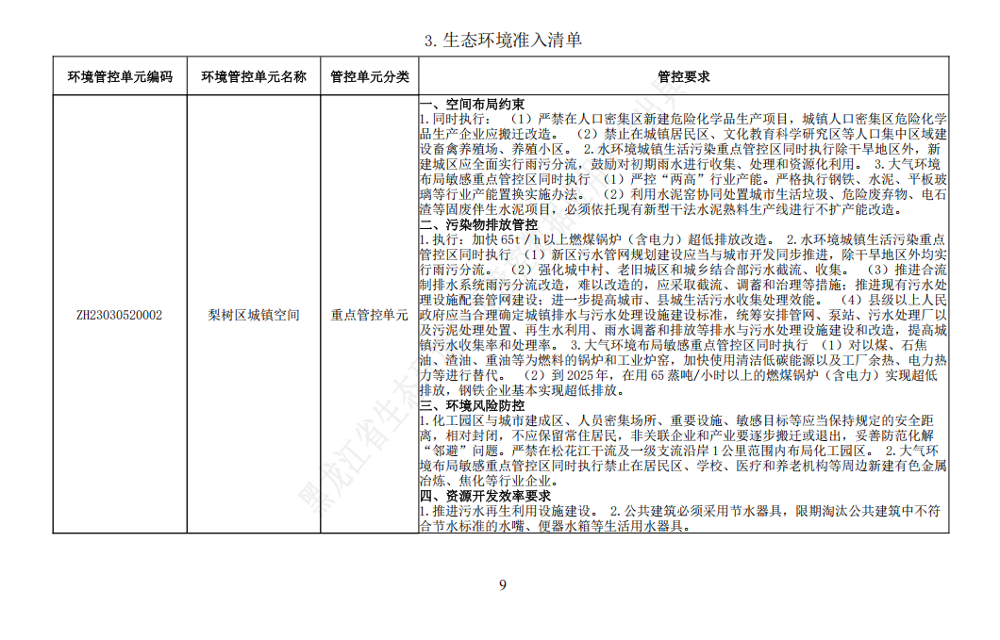 3.生态环境准入清单
环境管控单元编码 环境管控单元名称 管控单元分类 管控要求
ZH23030520002 梨树区城镇空间 重点管控单元
一、空间布局约束
1.同时执行： （1）严禁在人口密集区新建危险化学品生产项目，城镇人口密集区危险化学
品生产企业应搬迁改造。 （2）禁止在城镇居民区、文化教育科学研究区等人口集中区域建
设畜禽养殖场、养殖小区。 2.水环境城镇生活污染重点管控区同时执行除干旱地区外，新
建城区应全面实行雨污分流，鼓励对初期雨水进行收集、处理和资源化利用。 3.大气环境
布局敏感重点管控区同时执行 （1）严控“两高”行业产能。严格执行钢铁、水泥、平板玻
璃等行业产能置换实施办法。 （2）利用水泥窑协同处置城市生活垃圾、危险废弃物、电石
渣等固废伴生水泥项目，必须依托现有新型干法水泥熟料生产线进行不扩产能改造。
二、污染物排放管控
1.执行：加快 65t／h 以上燃煤锅炉（含电力）超低排放改造。 2.水环境城镇生活污染重点
管控区同时执行 （1）新区污水管网规划建设应当与城市开发同步推进，除干旱地区外均实
行雨污分流。 （2）强化城中村、老旧城区和城乡结合部污水截流、收集。 （3）推进合流
制排水系统雨污分流改造，难以改造的，应采取截流、调蓄和治理等措施；推进现有污水处
理设施配套管网建设；进一步提高城市、县城生活污水收集处理效能。 （4）县级以上人民
政府应当合理确定城镇排水与污水处理设施建设标准，统筹安排管网、泵站、污水处理厂以
及污泥处理处置、再生水利用、雨水调蓄和排放等排水与污水处理设施建设和改造，提高城
镇污水收集率和处理率。 3.大气环境布局敏感重点管控区同时执行 （1）对以煤、石焦
油、渣油、重油等为燃料的锅炉和工业炉窑，加快使用清洁低碳能源以及工厂余热、电力热
力等进行替代。 （2）到 2025 年，在用 65 蒸吨/小时以上的燃煤锅炉（含电力）实现超低
排放，钢铁企业基本实现超低排放。
三、环境风险防控
1.化工园区与城市建成区、人员密集场所、重要设施、敏感目标等应当保持规定的安全距
离，相对封闭，不应保留常住居民，非关联企业和产业要逐步搬迁或退出，妥善防范化解
“邻避”问题。严禁在松花江干流及一级支流沿岸 1 公里范围内布局化工园区。 2.大气环
境布局敏感重点管控区同时执行禁止在居民区、学校、医疗和养老机构等周边新建有色金属
冶炼、焦化等行业企业。
四、资源开发效率要求
1.推进污水再生利用设施建设。 2.公共建筑必须采用节水器具，限期淘汰公共建筑中不符
合节水标准的水嘴、便器水箱等生活用水器具。
9